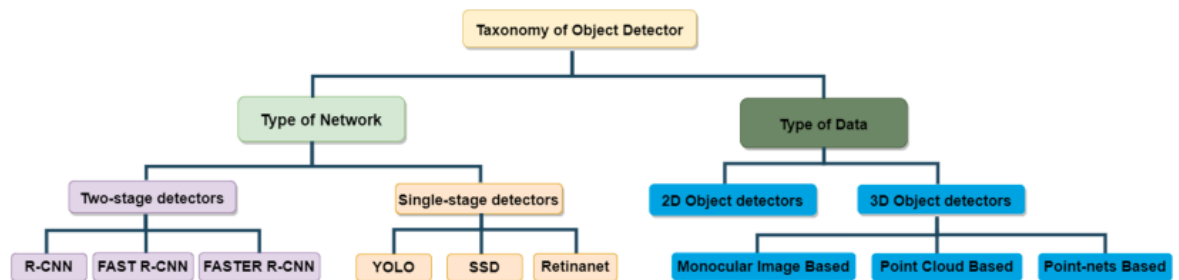 Taxonomy of Object Detector
Type of Network
Type of Data
Two-stage detectors
Single-stage detectors
2D Object detectors
3D Object detectors
R-CNN
FAST R-CNN
FASTER R-CNN
YOLO
SSD
Retinanet
Monocular Image Based
Point Cloud Based
Point-nets Based